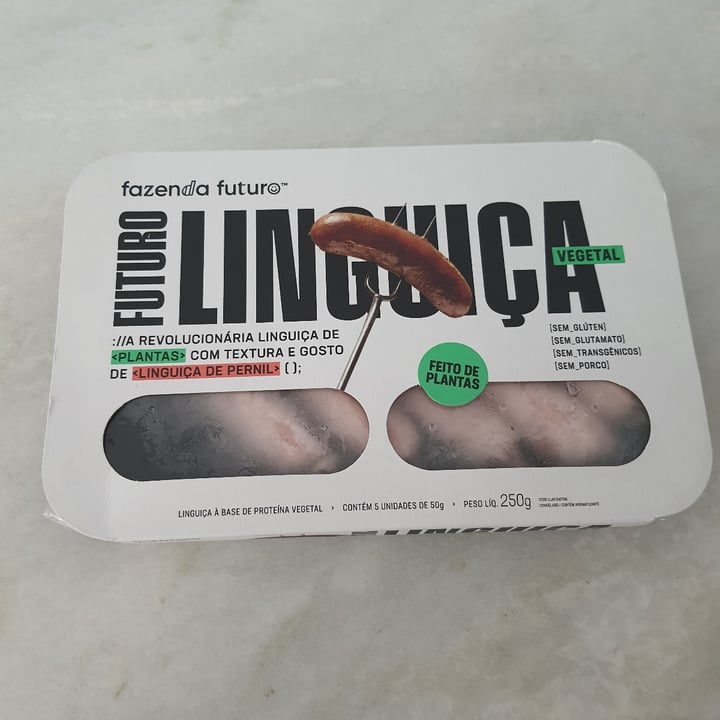 fazenda futuro™
FUTURO
LINGUIÇA
VEGETAL
://A REVOLUCIONÁRIA LINGUIÇA DE
<PLANTAS> COM TEXTURA E GOSTO
DE <LINGUIÇA DE PERNIL> ( );
[SEM_GLÚTEN]
[SEM_GLUTAMATO]
[SEM_TRANSGÊNICOS]
[SEM_PORCO]
FEITO DE
PLANTAS
LINGUIÇA À BASE DE PROTEÍNA VEGETAL › CONTÉM 5 UNIDADES DE 50g › PESO LÍQ. 250g